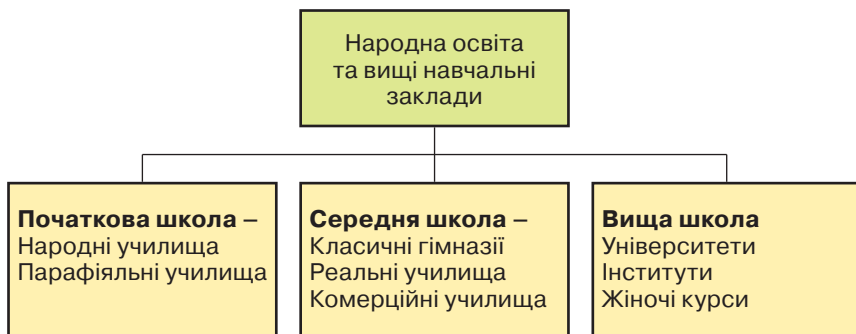 Народна освіта
та вищі навчальні
заклади
Початкова школа –
Народні училища
Парафіяльні училища
Середня школа –
Класичні гімназії
Реальні училища
Комерційні училища
Вища школа
Університети
Інститути
Жіночі курси